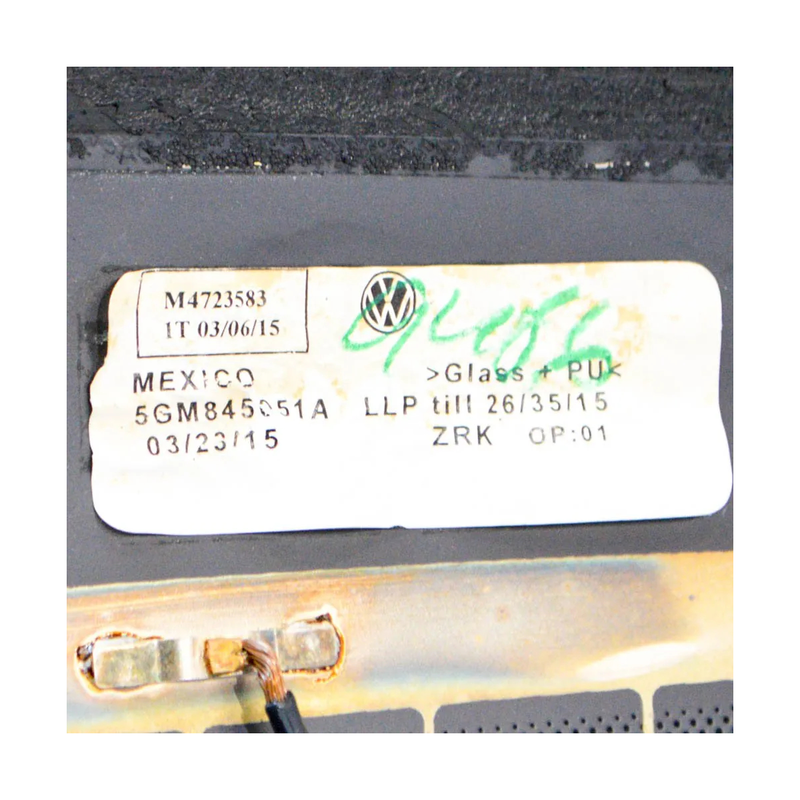 M4723583
1T 03/06/15
MEXICO
>Glass + PU<
5GM845051A LLP till 26/35/15
03/23/15 ZRK OP:01